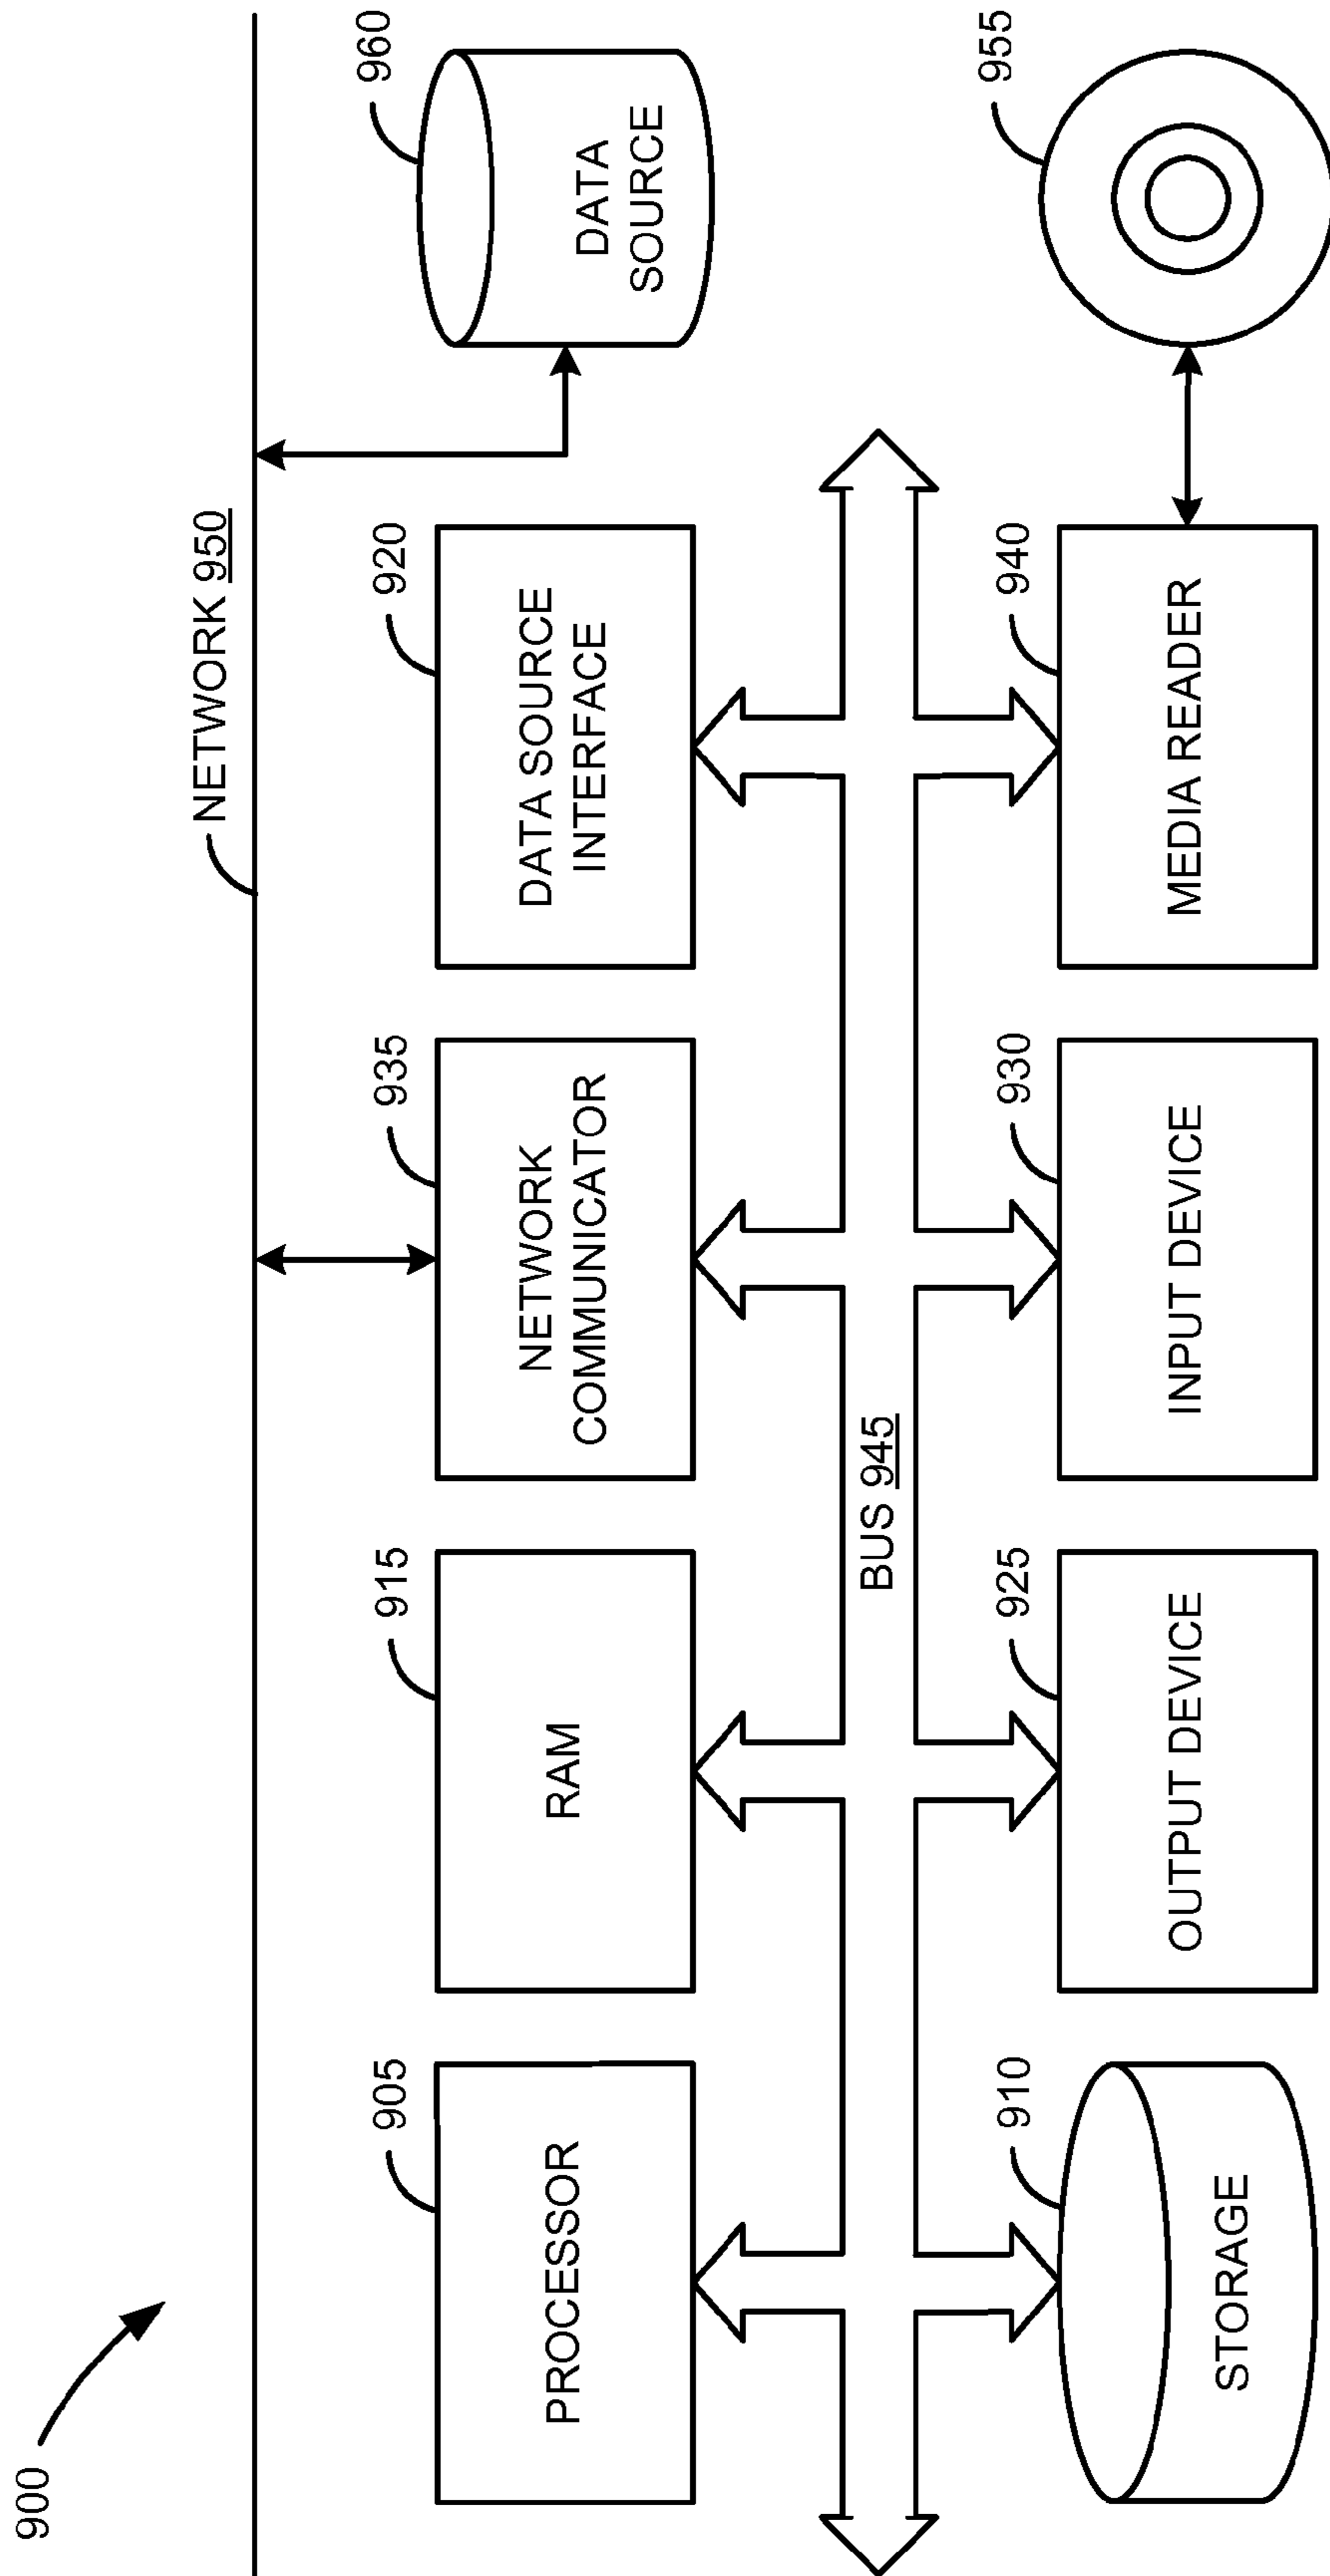 900
NETWORK 950
905
PROCESSOR
915
RAM
935
NETWORK
COMMUNICATOR
920
DATA SOURCE
INTERFACE
960
DATA
SOURCE
BUS 945
910
STORAGE
925
OUTPUT DEVICE
930
INPUT DEVICE
940
MEDIA READER
955